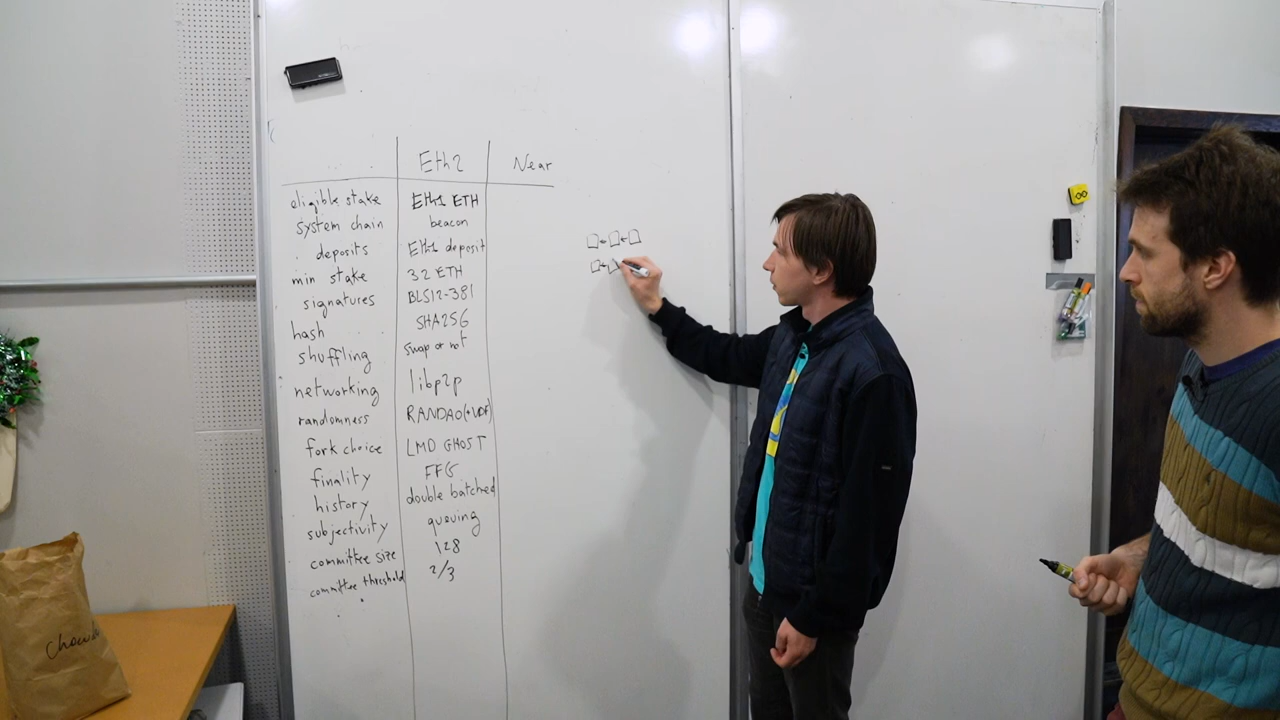 Eth2 Near
eligible stake Eth1 ETH
system chain beacon
deposits Eth1 deposit
min stake 32 ETH
signatures BLS12-381
hash SHA256
shuffling swap or not
networking libp2p
randomness RANDAO(+VDF)
fork choice LMD GHOST
finality FFG
history double batched
subjectivity queuing
committee size 128
committee threshold 2/3